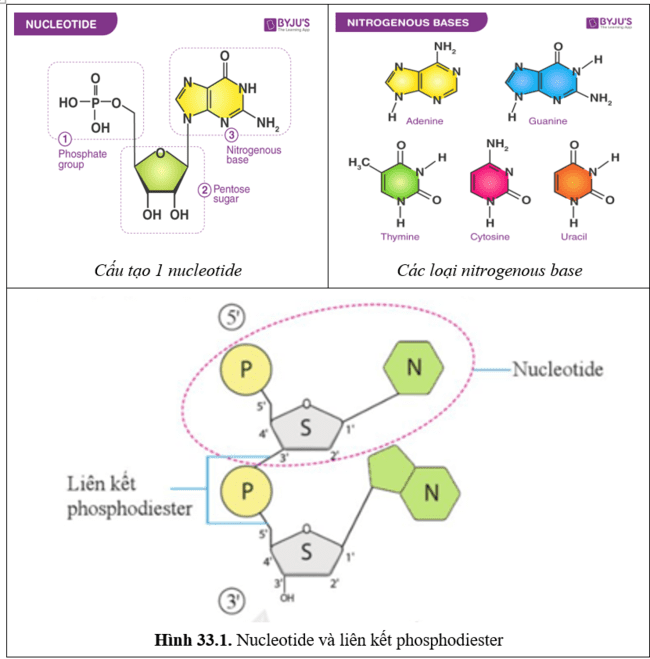 NUCLEOTIDE
BYJU'S
The Learning App
O
HO P O
OH
1
Phosphate
group
O
N NH
N N NH₂
3
Nitrogenous
base
O
2 Pentose
sugar
OH OH
Cấu tạo 1 nucleotide
NITROGENOUS BASES
BYJU'S
The Learning App
NH₂
N N
N N
H
Adenine
O
N N H
N N NH₂
H
Guanine
O
H₃C N H
N O
H
Thymine
NH₂
N
N O
H
Cytosine
O
N H
N O
H
Uracil
Các loại nitrogenous base
5'
P
N
Nucleotide
5'
O
4' S 1'
3' 2'
Liên kết
phosphodiester
P
N
5'
O
4' S 1'
3' 2'
OH
3'
Hình 33.1. Nucleotide và liên kết phosphodiester